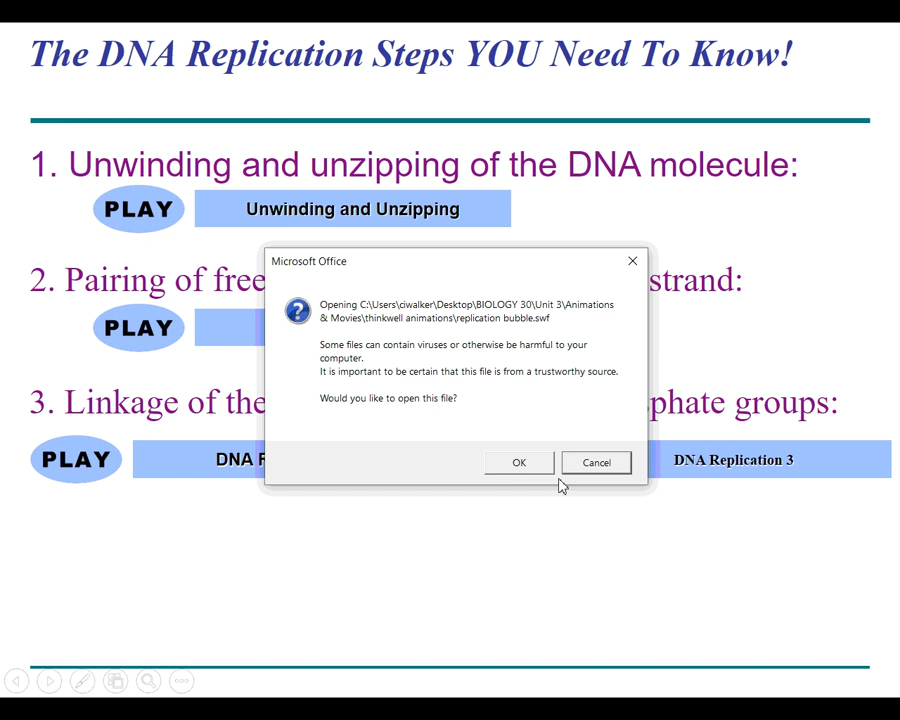 The DNA Replication Steps YOU Need To Know!
1. Unwinding and unzipping of the DNA molecule:
PLAY
Unwinding and Unzipping
2. Pairing of free strand:
PLAY
3. Linkage of the phate groups:
PLAY
DNA
DNA Replication 3
Microsoft Office
Opening C:\Users\ciwalker\Desktop\BIOLOGY 30\Unit 3\Animations
& Movies\thinkwell animations\replication bubble.swf
Some files can contain viruses or otherwise be harmful to your
computer.
It is important to be certain that this file is from a trustworthy source.
Would you like to open this file?
OK
Cancel